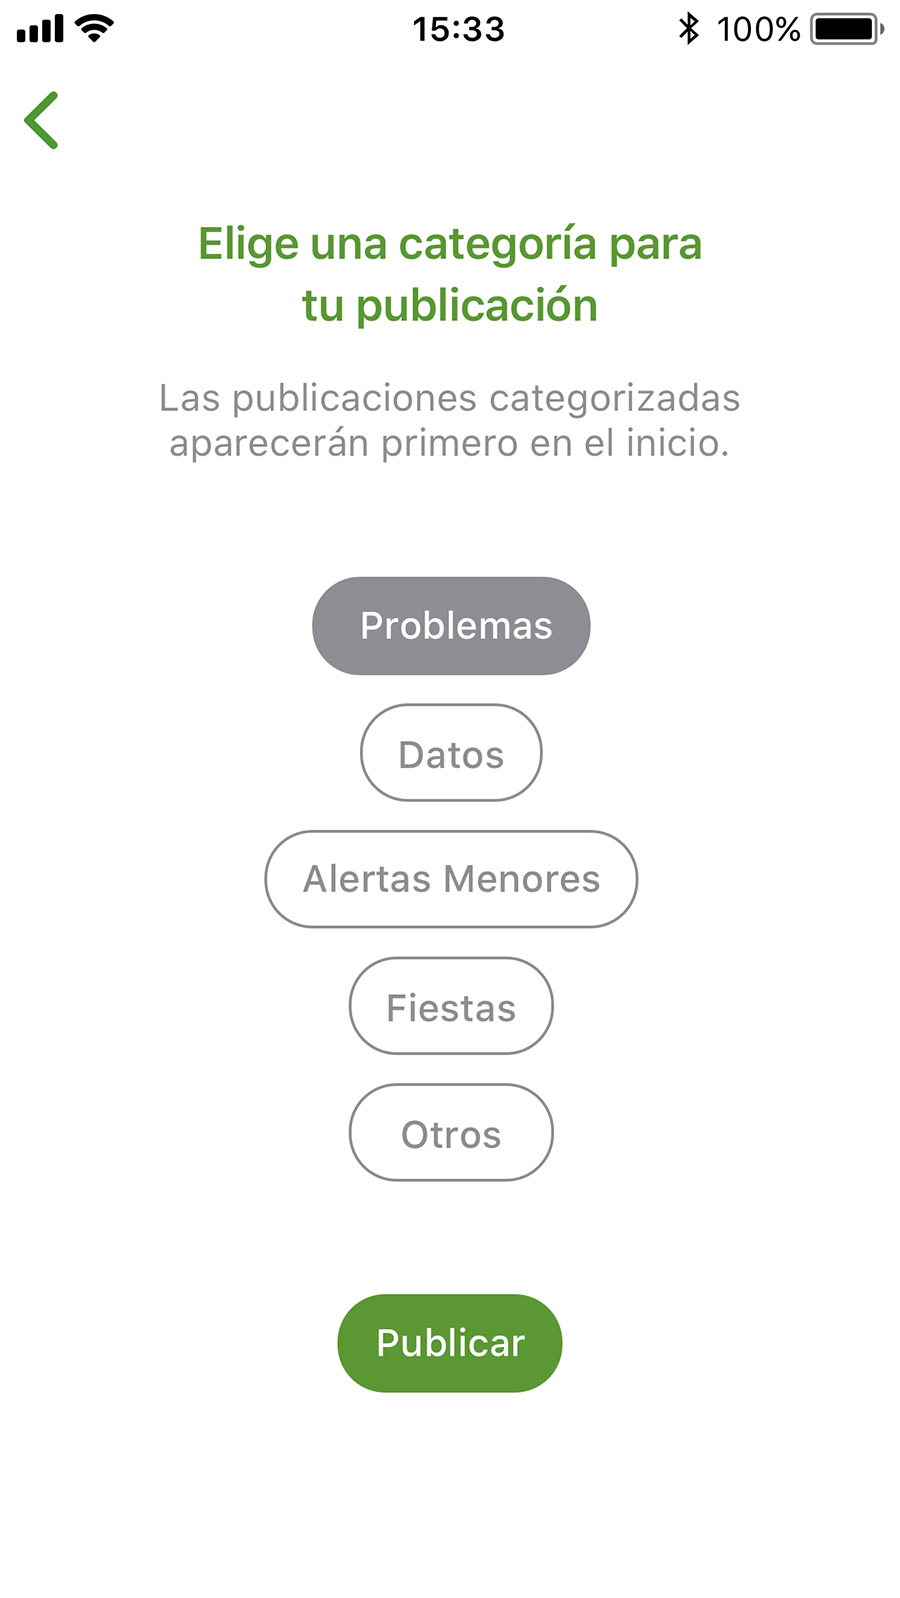 15:33
100%
Elige una categoría para
tu publicación
Las publicaciones categorizadas
aparecerán primero en el inicio.
Problemas
Datos
Alertas Menores
Fiestas
Otros
Publicar